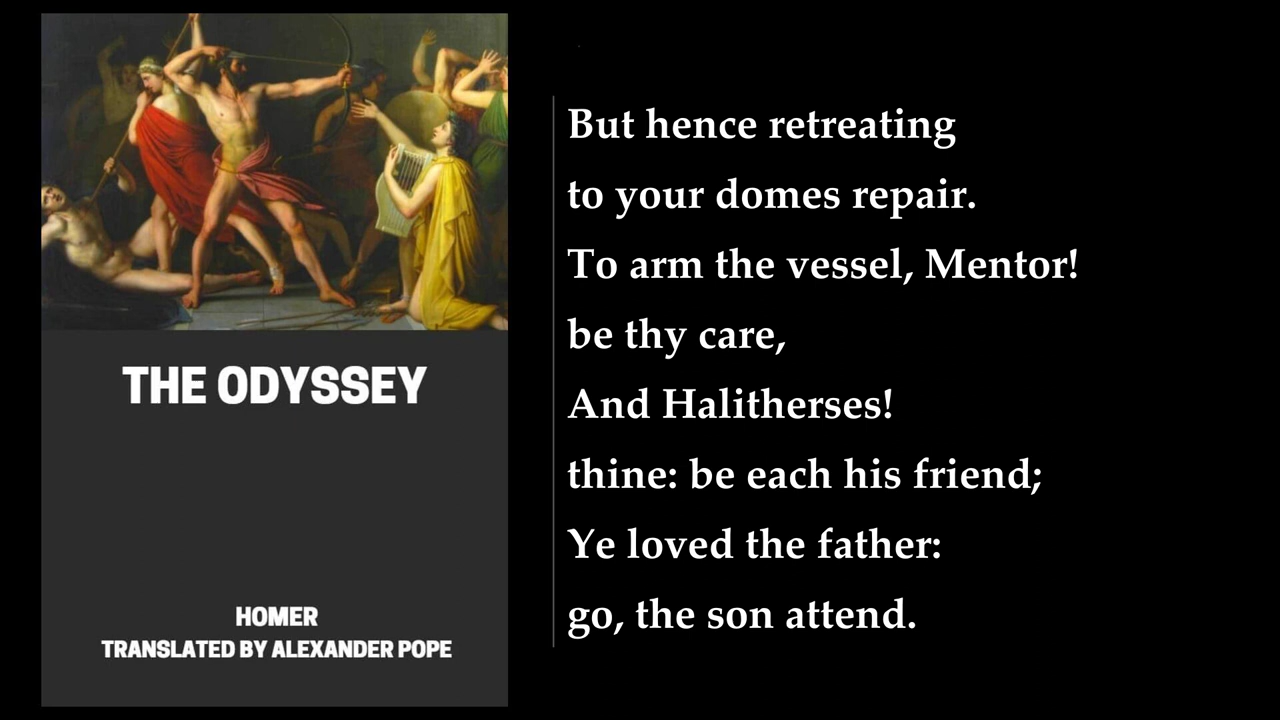 THE ODYSSEY
HOMER
TRANSLATED BY ALEXANDER POPE
But hence retreating
to your domes repair.
To arm the vessel, Mentor!
be thy care,
And Halitherses!
thine: be each his friend;
Ye loved the father:
go, the son attend.